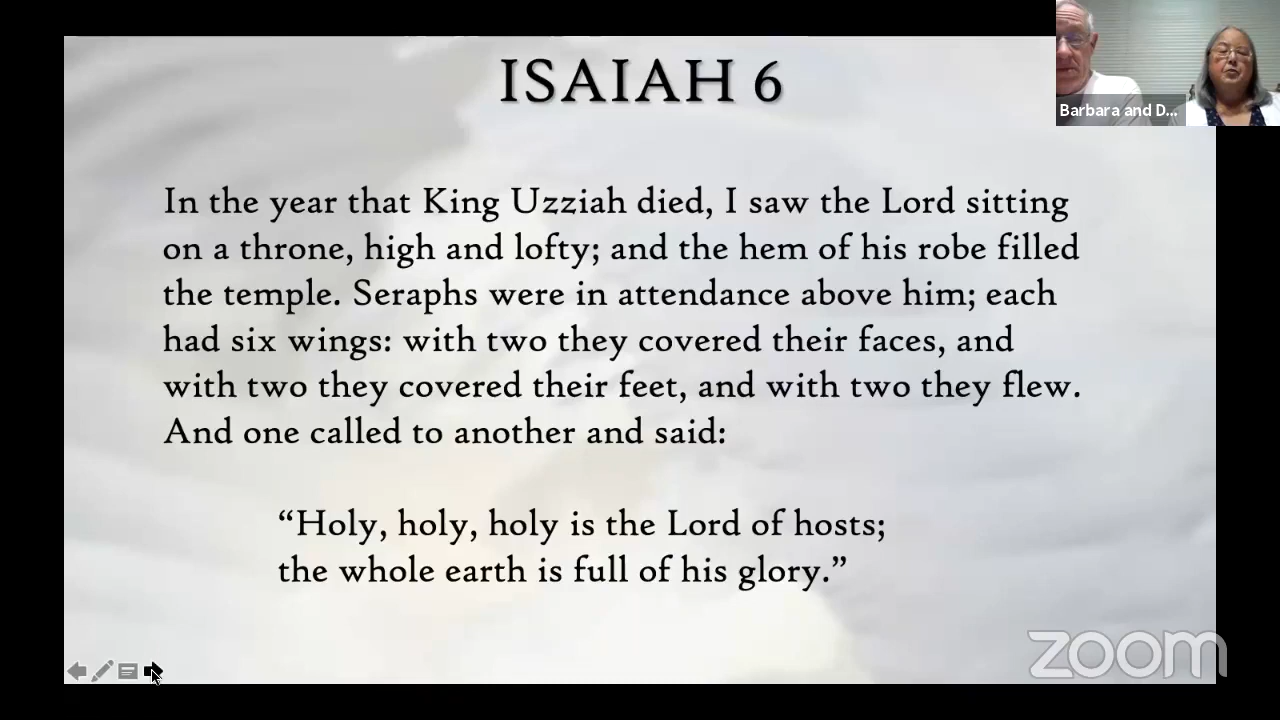 ISAIAH 6
Barbara and D...
In the year that King Uzziah died, I saw the Lord sitting
on a throne, high and lofty; and the hem of his robe filled
the temple. Seraphs were in attendance above him; each
had six wings: with two they covered their faces, and
with two they covered their feet, and with two they flew.
And one called to another and said:
“Holy, holy, holy is the Lord of hosts;
the whole earth is full of his glory.”
zoom